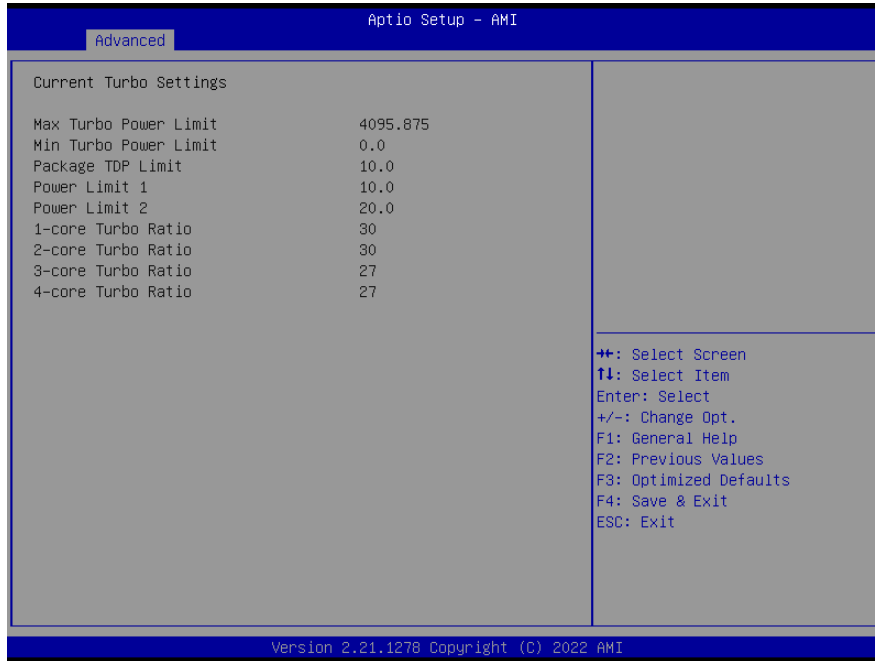 Aptio Setup - AMI
Advanced
Current Turbo Settings
Max Turbo Power Limit 4095.875
Min Turbo Power Limit 0.0
Package TDP Limit 10.0
Power Limit 1 10.0
Power Limit 2 20.0
1-core Turbo Ratio 30
2-core Turbo Ratio 30
3-core Turbo Ratio 27
4-core Turbo Ratio 27
→←: Select Screen
↑↓: Select Item
Enter: Select
+/-: Change Opt.
F1: General Help
F2: Previous Values
F3: Optimized Defaults
F4: Save & Exit
ESC: Exit
Version 2.21.1278 Copyright (C) 2022 AMI